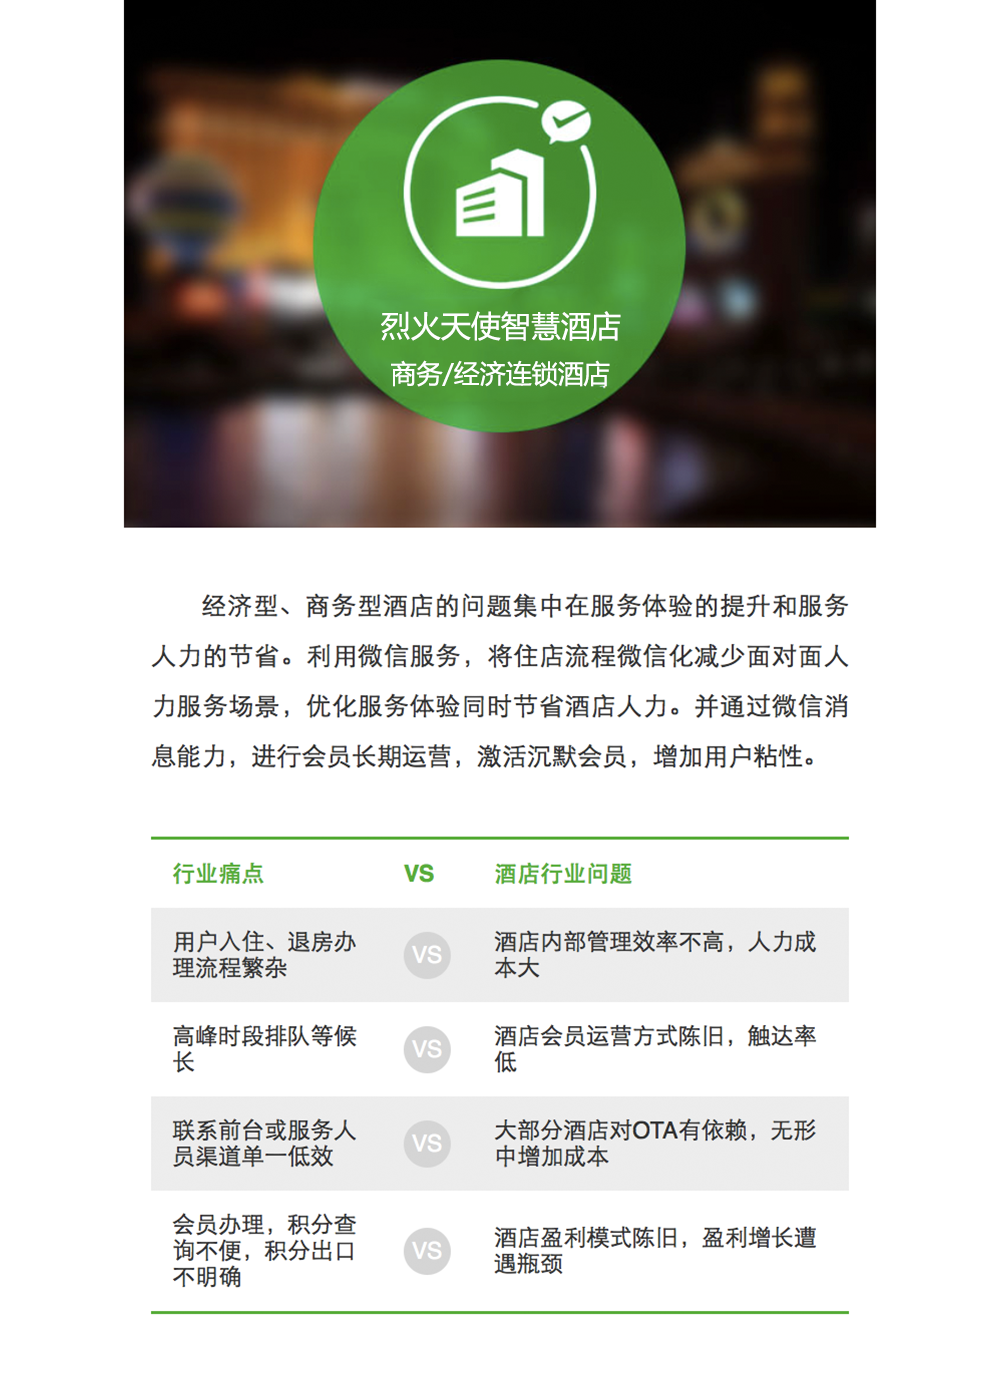 烈火天使智慧酒店
商务/经济连锁酒店
经济型、商务型酒店的问题集中在服务体验的提升和服务
人力的节省。利用微信服务，将住店流程微信化减少面对面人
力服务场景，优化服务体验同时节省酒店人力。并通过微信消
息能力，进行会员长期运营，激活沉默会员，增加用户粘性。
行业痛点 VS 酒店行业问题
用户入住、退房办
理流程繁杂
VS
酒店内部管理效率不高，人力成
本大
高峰时段排队等候
长
VS
酒店会员运营方式陈旧，触达率
低
联系前台或服务人
员渠道单一低效
VS
大部分酒店对OTA有依赖，无形
中增加成本
会员办理，积分查
询不便，积分出口
不明确
VS
酒店盈利模式陈旧，盈利增长遭
遇瓶颈